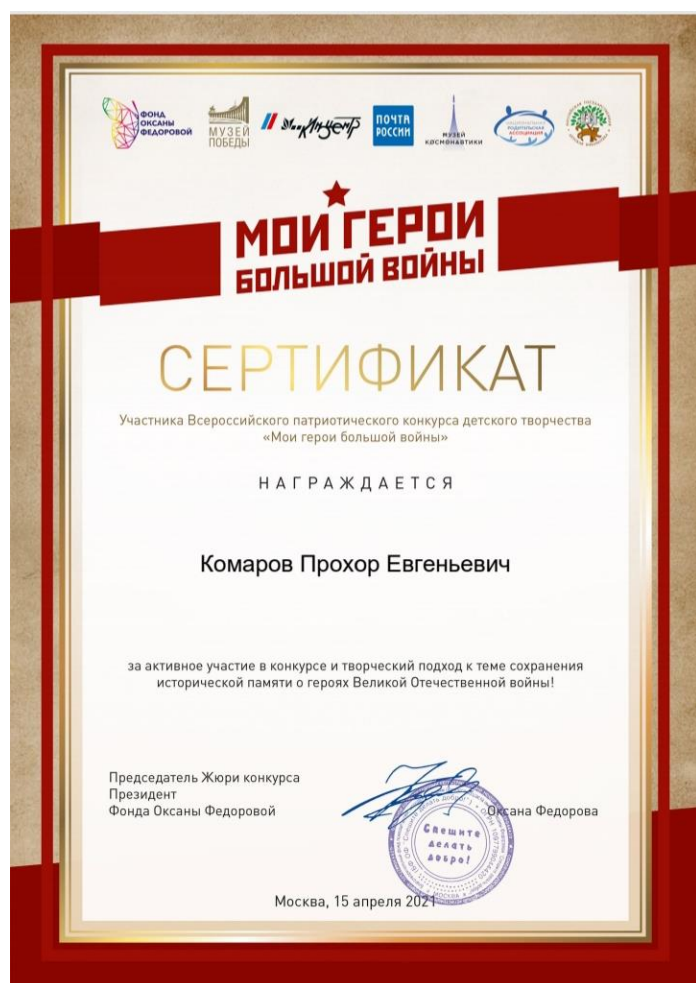 ФОНД
ОКСАНЫ
ФЕДОРОВОЙ
МУЗЕЙ
ПОБЕДЫ
ПОЧТА
РОССИИ
МУЗЕЙ
КОСМОНАВТИКИ
НАЦИОНАЛЬНАЯ
РОДИТЕЛЬСКАЯ
АССОЦИАЦИЯ
МОИ ГЕРОИ
БОЛЬШОЙ ВОЙНЫ
СЕРТИФИКАТ
Участника Всероссийского патриотического конкурса детского творчества
«Мои герои большой войны»
НАГРАЖДАЕТСЯ
Комаров Прохор Евгеньевич
за активное участие в конкурсе и творческий подход к теме сохранения
исторической памяти о героях Великой Отечественной войны!
Председатель Жюри конкурса
Президент
Фонда Оксаны Федоровой
Оксана Федорова
Спешите
делать
добро!
Москва, 15 апреля 2021